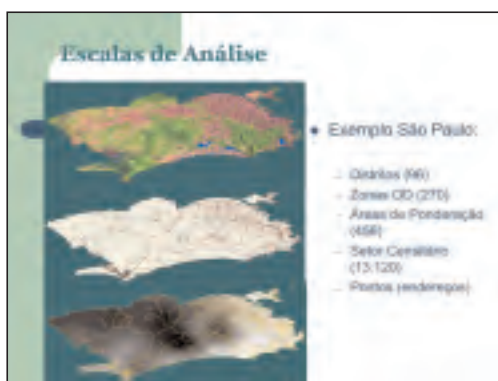 Escalas de Análise
Exemplo São Paulo:
– Distritos (96)
– Zonas OD (270)
– Áreas de Ponderação
(456)
– Setor Censitário
(13.120)
– Pontos (endereços)